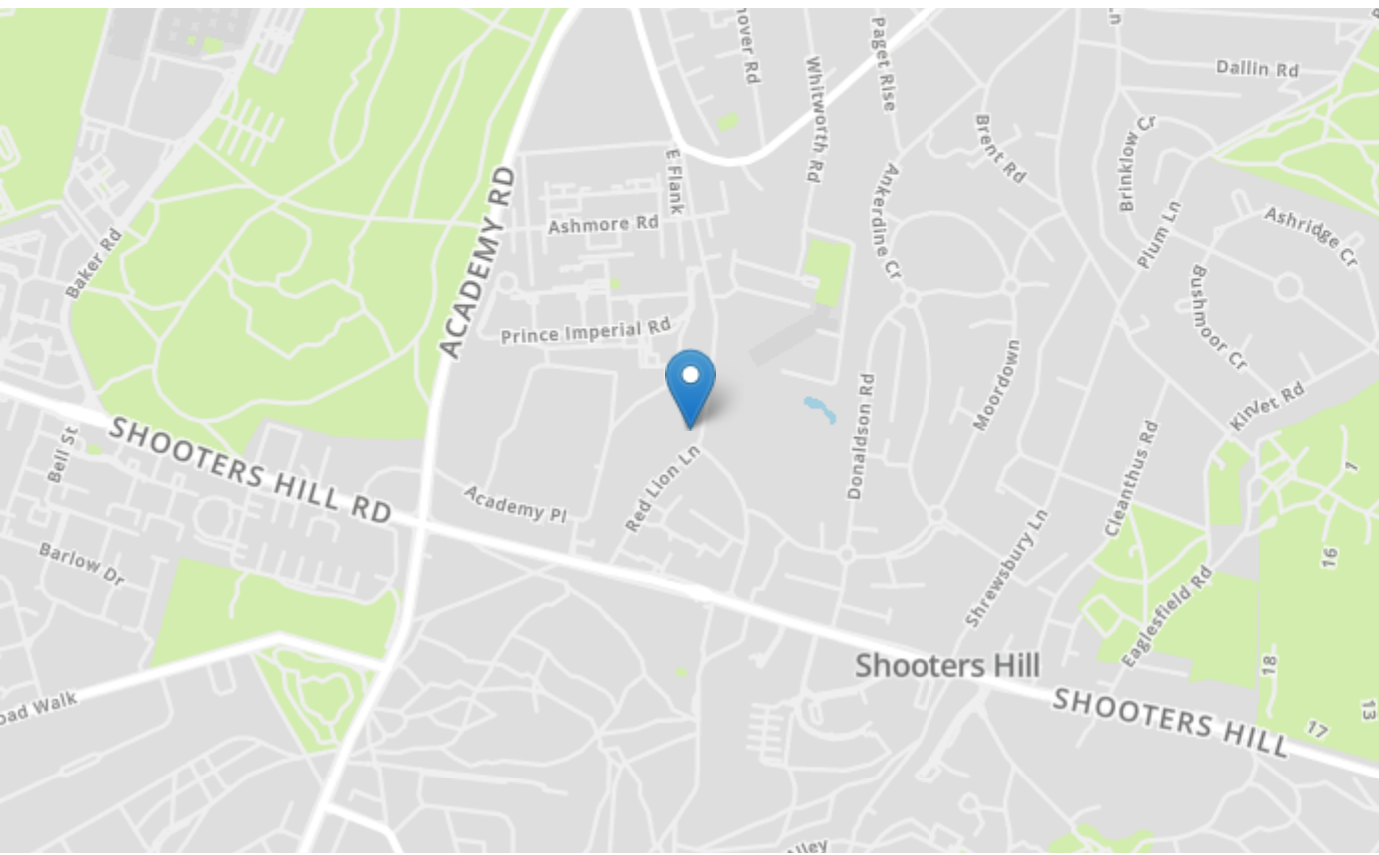 Paget Rise
Whitworth Rd
Dallin Rd
Brent Rd
Brinklow Cr
E Flank
Ankerdine Cr
ACADEMY RD
Ashmore Rd
Plum Ln
Ashridge Cr
Baker Rd
Bushmoor Cr
Prince Imperial Rd
Moordown
Donaldson Rd
Kinlet Rd
SHOOTERS HILL RD
Bell St
Red Lion Ln
Cleanthus Rd
Academy Pl
Barlow Dr
Shrewsbury Ln
Eaglesfield Rd
16
Shooters Hill
18
SHOOTERS HILL
13
17